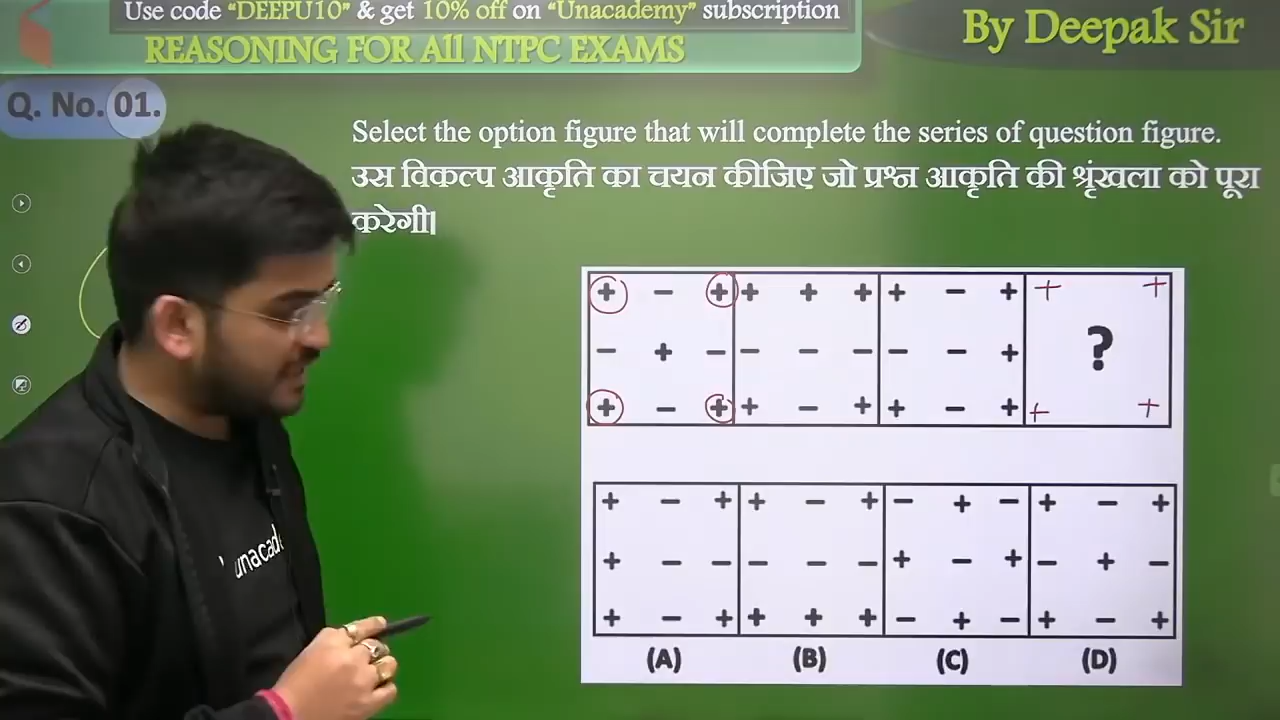 Use code “DEEPU10” & get 10% off on “Unacademy” subscription
REASONING FOR All NTPC EXAMS
By Deepak Sir
Q. No. 01.
Select the option figure that will complete the series of question figure.
उस विकल्प आकृति का चयन कीजिए जो प्रश्न आकृति की श्रृंखला को पूरा
करेगी।
+ − + + + + + − + + +
− + − − − − − − + ?
+ − + + − + + − + + +
+ − + + − + − + − + − +
+ − − − − − + − + − + −
+ − + + + + − + − + − +
(A) (B) (C) (D)
unacad